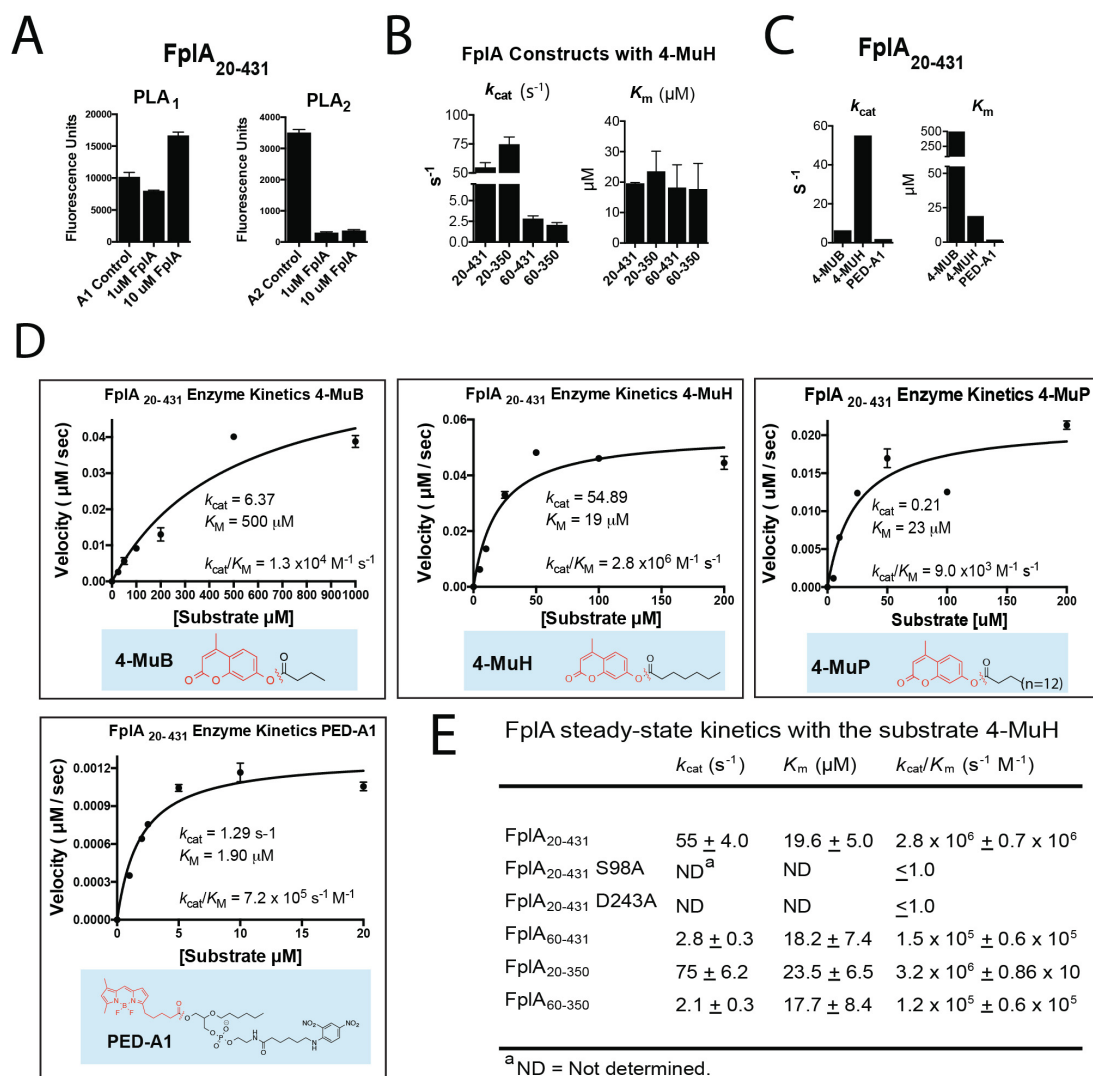 A
FplA20-431
PLA1
Fluorescence Units
20000
15000
10000
5000
0
A1 Control
1uM FplA
10 uM FplA
PLA2
Fluorescence Units
4000
3000
2000
1000
0
A2 Control
1uM FplA
10 uM FplA
B
FplA Constructs with 4-MuH
kcat (s-1)
s-1
100
75
50
5.0
2.5
0.0
20-431
20-350
60-431
60-350
Km (µM)
µM
40
30
20
10
0
20-431
20-350
60-431
60-350
C
FplA20-431
kcat
S-1
60
40
20
0
4-MUB
4-MUH
PED-A1
Km
µM
500
250
50
25
0
4-MUB
4-MUH
PED-A1
D
FplA 20-431 Enzyme Kinetics 4-MuB
Velocity ( µM / sec)
0.04
0.03
0.02
0.01
0.00
kcat = 6.37
KM = 500 µM
kcat/KM = 1.3 x104 M-1 s-1
0 100 200 300 400 500 600 700 800 900 1000
[Substrate µM]
4-MuB
O O O O
FplA 20-431 Enzyme Kinetics 4-MuH
Velocity ( µM / sec)
0.06
0.04
0.02
0.00
kcat = 54.89
KM = 19 µM
kcat/KM = 2.8 x106 M-1 s-1
0 50 100 150 200
[Substrate µM]
4-MuH
O O O O
FplA 20-431 Enzyme Kinetics 4-MuP
Velocity ( uM / sec)
0.020
0.015
0.010
0.005
0.000
kcat = 0.21
KM = 23 µM
kcat/KM = 9.0 x103 M-1 s-1
0 50 100 150 200
Substrate [uM]
4-MuP
O O O O
(n=12)
FplA 20-431 Enzyme Kinetics PED-A1
Velocity ( µM / sec)
0.0012
0.0009
0.0006
0.0003
0.0000
kcat = 1.29 s-1
KM = 1.90 µM
kcat/KM = 7.2 x 105 s-1 M-1
0 5 10 15 20
[Substrate µM]
PED-A1
E
FplA steady-state kinetics with the substrate 4-MuH
kcat (s-1) Km (µM) kcat/Km (s-1 M-1)
FplA20-431 55 ± 4.0 19.6 ± 5.0 2.8 x 106 ± 0.7 x 106
FplA20-431 S98A NDa ND ≤1.0
FplA20-431 D243A ND ND ≤1.0
FplA60-431 2.8 ± 0.3 18.2 ± 7.4 1.5 x 105 ± 0.6 x 105
FplA20-350 75 ± 6.2 23.5 ± 6.5 3.2 x 106 ± 0.86 x 10
FplA60-350 2.1 ± 0.3 17.7 ± 8.4 1.2 x 105 ± 0.6 x 105
a ND = Not determined.